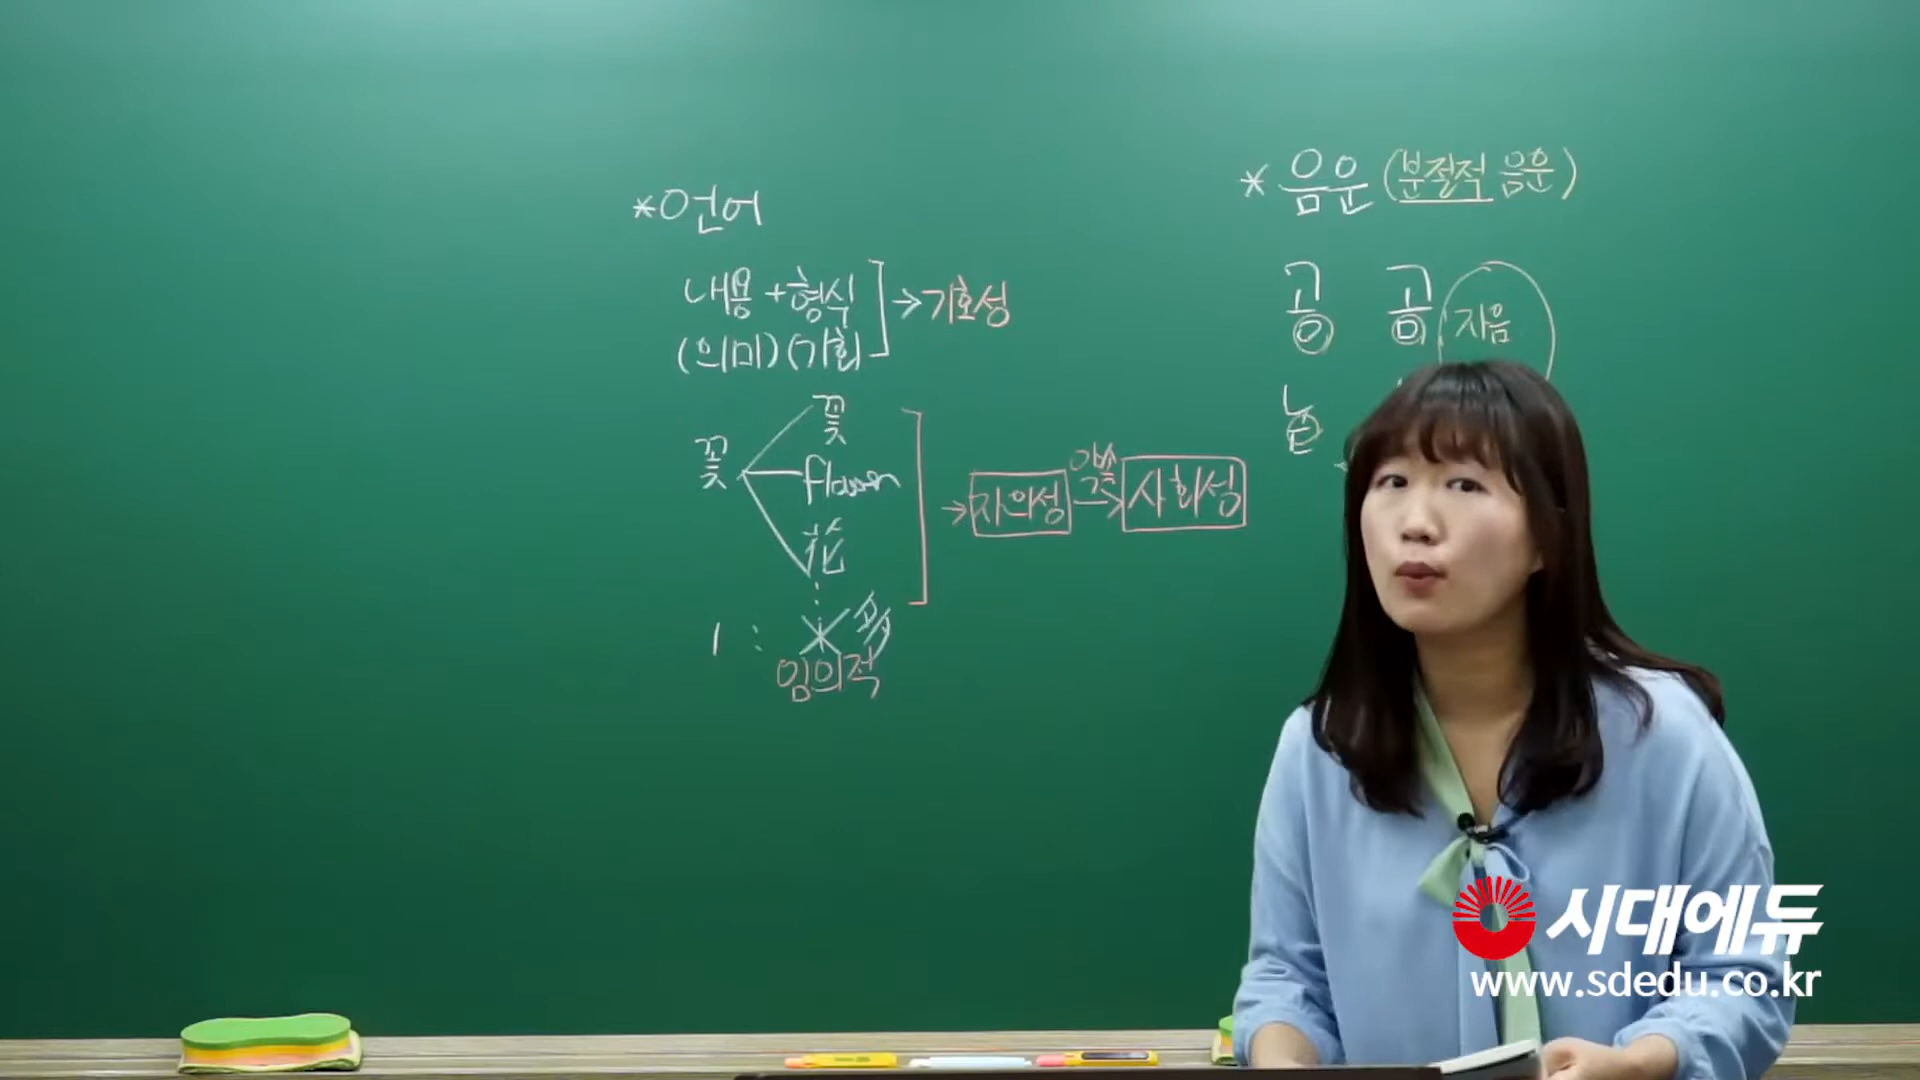 *언어
내용+형식
(의미)(기호)
→기호성
꽃
꽃
flower
花
1 :
임의적
→자의성
약속
→사회성
* 음운 (분절적 음운)
공 곰
자음
눈
시대에듀
www.sdedu.co.kr